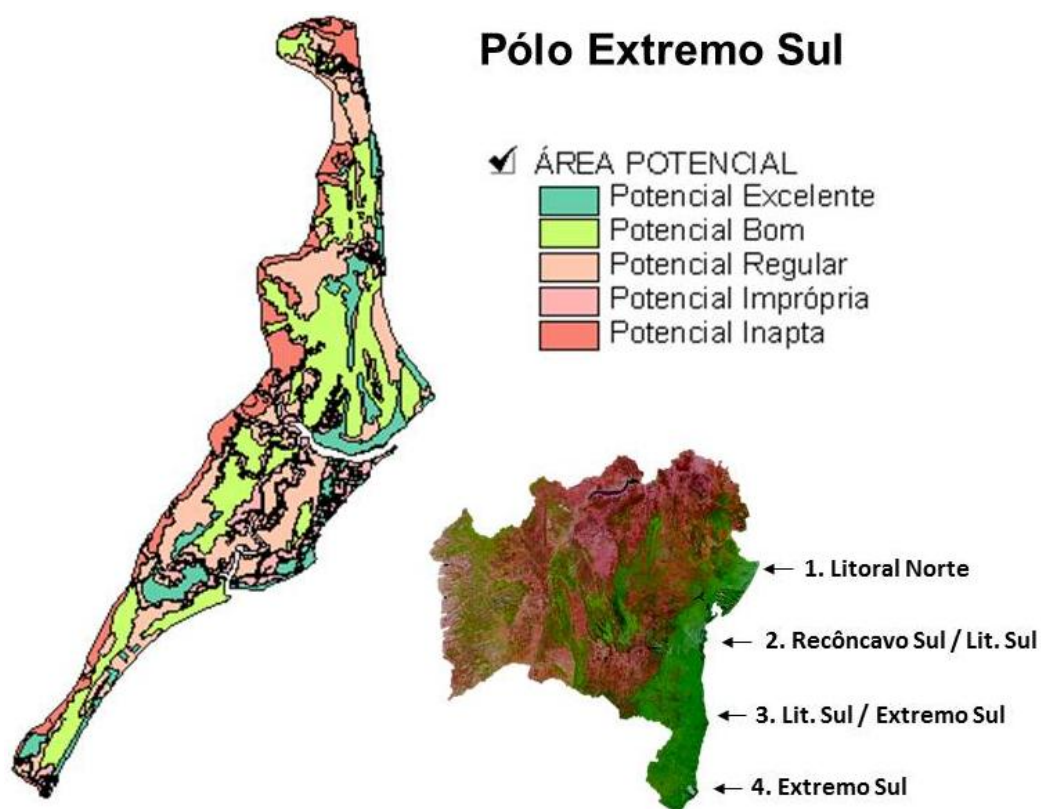 Pólo Extremo Sul
ÁREA POTENCIAL
Potencial Excelente
Potencial Bom
Potencial Regular
Potencial Imprópria
Potencial Inapta
1. Litoral Norte
2. Recôncavo Sul / Lit. Sul
3. Lit. Sul / Extremo Sul
4. Extremo Sul